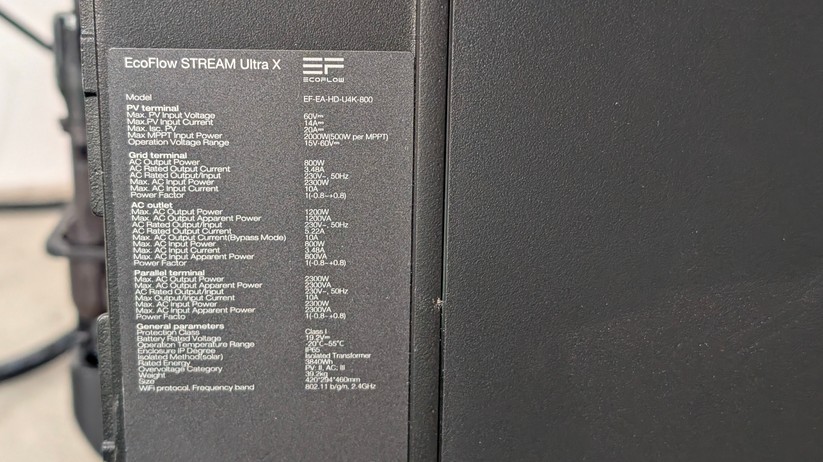 EcoFlow STREAM Ultra X
EF
ECOFLOW
Model EF-EA-HD-U4K-800
PV terminal
Max. PV Input Voltage 60V⎓
Max.PV Input Current 14A⎓
Max. Isc. PV 20A⎓
Max MPPT Input Power 2000W(500W per MPPT)
Operation Voltage Range 15V-60V⎓
Grid terminal
AC Output Power 800W
AC Rated Output Current 3.48A
AC Rated Output/Input 230V~, 50Hz
Max. AC Input Power 2300W
Max. AC Input Current 10A
Power Factor 1(-0.8~+0.8)
AC outlet
Max. AC Output Power 1200W
Max. AC Output Apparent Power 1200VA
AC Rated Output/Input 230V~, 50Hz
AC Rated Output Current 5.22A
Max. AC Output Current(Bypass Mode) 10A
Max. AC Input Power 800W
Max. AC Input Current 3.48A
Max. AC Input Apparent Power 800VA
Power Factor 1(-0.8~+0.8)
Parallel terminal
Max. AC Output Power 2300W
Max. AC Output Apparent Power 2300VA
AC Rated Output/Input 230V~, 50Hz
Max Output/Input Current 10A
Max. AC Input Power 2300W
Max. AC Input Apparent Power 2300VA
Power Facto 1(-0.8~+0.8)
General parameters
Protection Class Class I
Battery Rated Voltage 19.2V⎓
Operation Temperature Range -20°C~55°C
Enclosure IP Degree IP65
Isolated Method(solar) Isolated Transformer
Rated Energy 3840Wh
Overvoltage Category PV: II, AC: III
Weight 39.2kg
Size 420*294*460mm
WiFi protocol, Frequency band 802.11 b/g/n, 2.4GHz